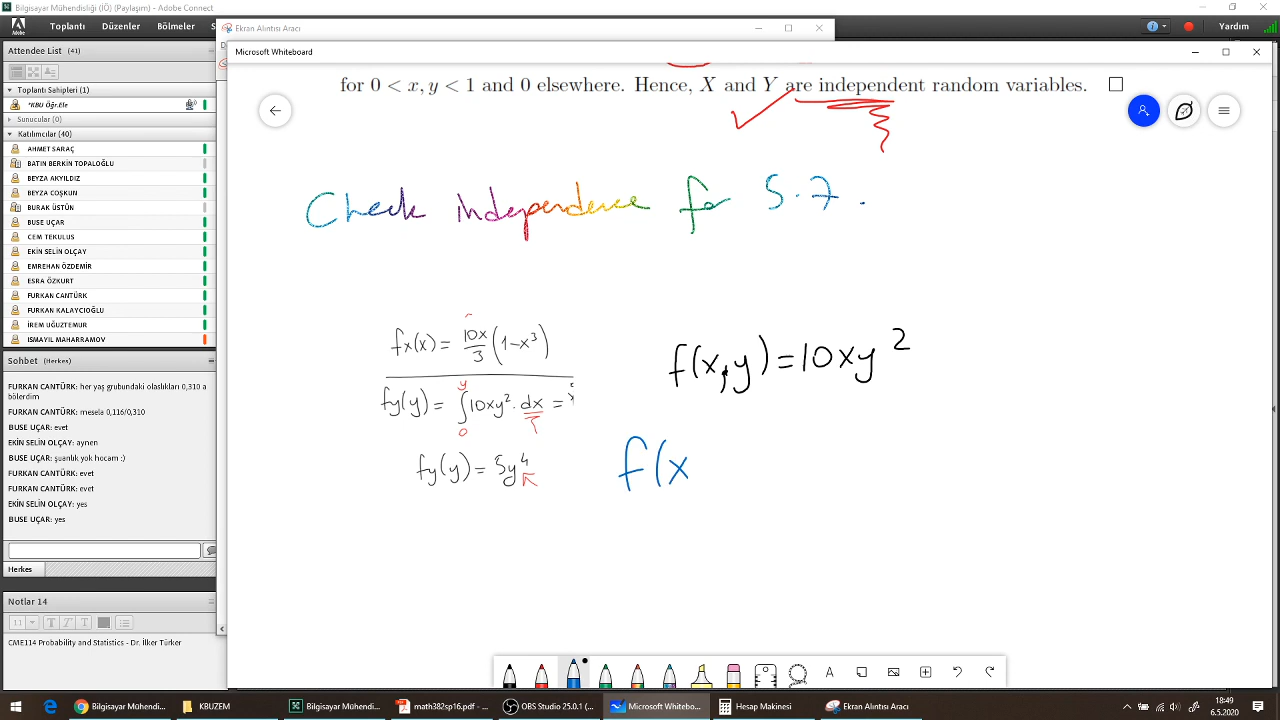 Bilgisayar Mühendisliği (İÖ) (Paylaşım) - Adobe Connect
Toplantı Düzenler Bölmeler Yardım
Ekran Alıntısı Aracı
Attendee List (41)
Microsoft Whiteboard
for 0 < x, y < 1 and 0 elsewhere. Hence, X and Y are independent random variables. □
Toplantı Sahipleri (1)
*KBU Öğr.Ele
Sunucular (0)
Katılımcılar (40)
AHMET SARAÇ
BATIN BERKİN TOPALOĞLU
BEYZA AKYILDIZ
BEYZA COŞKUN
BURAK ÜSTÜN
BUSE UÇAR
CEM TEKULUS
EKİN SELİN OLÇAY
EMREHAN ÖZDEMİR
ESRA ÖZKURT
FURKAN CANTÜRK
FURKAN KALAYCIOĞLU
İREM UĞUZTEMUR
ISMAYIL MAHARRAMOV
Check independence for 5.7.
fx(x) = 10x/3 (1-x³)
fy(y) = ∫₀ʸ 10xy². dx =
fy(y) = 5y⁴
f(x,y) = 10xy²
f(x
Sohbet (Herkes)
FURKAN CANTÜRK: her yaş grubundaki olaslıkları 0,310 a
bölerdim
FURKAN CANTÜRK: mesela 0,116/0,310
BUSE UÇAR: evet
EKİN SELİN OLÇAY: aynen
BUSE UÇAR: şuanlık yok hocam :)
FURKAN CANTÜRK: evet
FURKAN CANTÜRK: evet
EKİN SELİN OLÇAY: yes
BUSE UÇAR: yes
Herkes
Notlar 14
11 T T T
CME114 Probability and Statistics - Dr. İlker Türker
A
Bilgisayar Mühendi... KRUZEM Bilgisayar Mühendi... math382sp16.pdf - ... OBS Studio 25.0.1 (... Microsoft Whitebo... Hesap Makinesi Ekran Alıntısı Aracı
18:49
6.5.2020